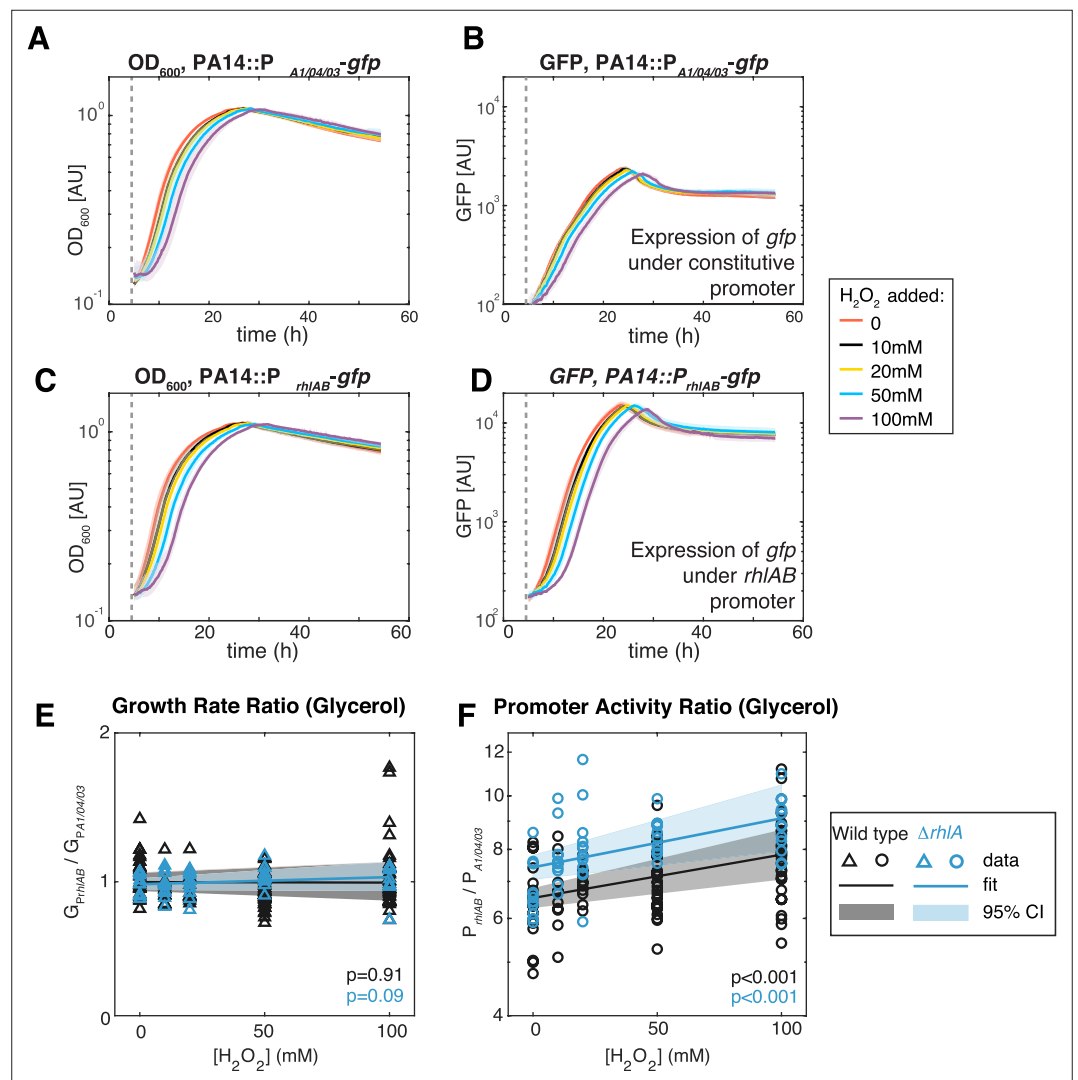 A
OD600, PA14::P A1/04/03-gfp
10^0
10^-1
OD600 [AU]
0 20 40 60
time (h)
B
GFP, PA14::PA1/04/03-gfp
10^4
10^3
10^2
GFP [AU]
Expression of gfp
under constitutive
promoter
0 20 40 60
time (h)
H2O2 added:
0
10mM
20mM
50mM
100mM
C
OD600, PA14::P rhlAB-gfp
10^0
10^-1
OD600 [AU]
0 20 40 60
time (h)
D
GFP, PA14::PrhlAB-gfp
10^4
10^3
10^2
GFP [AU]
Expression of gfp
under rhlAB
promoter
0 20 40 60
time (h)
E
Growth Rate Ratio (Glycerol)
2
1
0
GPrhlAB / GPA1/04/03
p=0.91
p=0.09
0 50 100
[H2O2] (mM)
F
Promoter Activity Ratio (Glycerol)
12
10
8
6
4
PrhlAB / PA1/04/03
p<0.001
p<0.001
0 50 100
[H2O2] (mM)
Wild type ΔrhlA
data
fit
95% CI